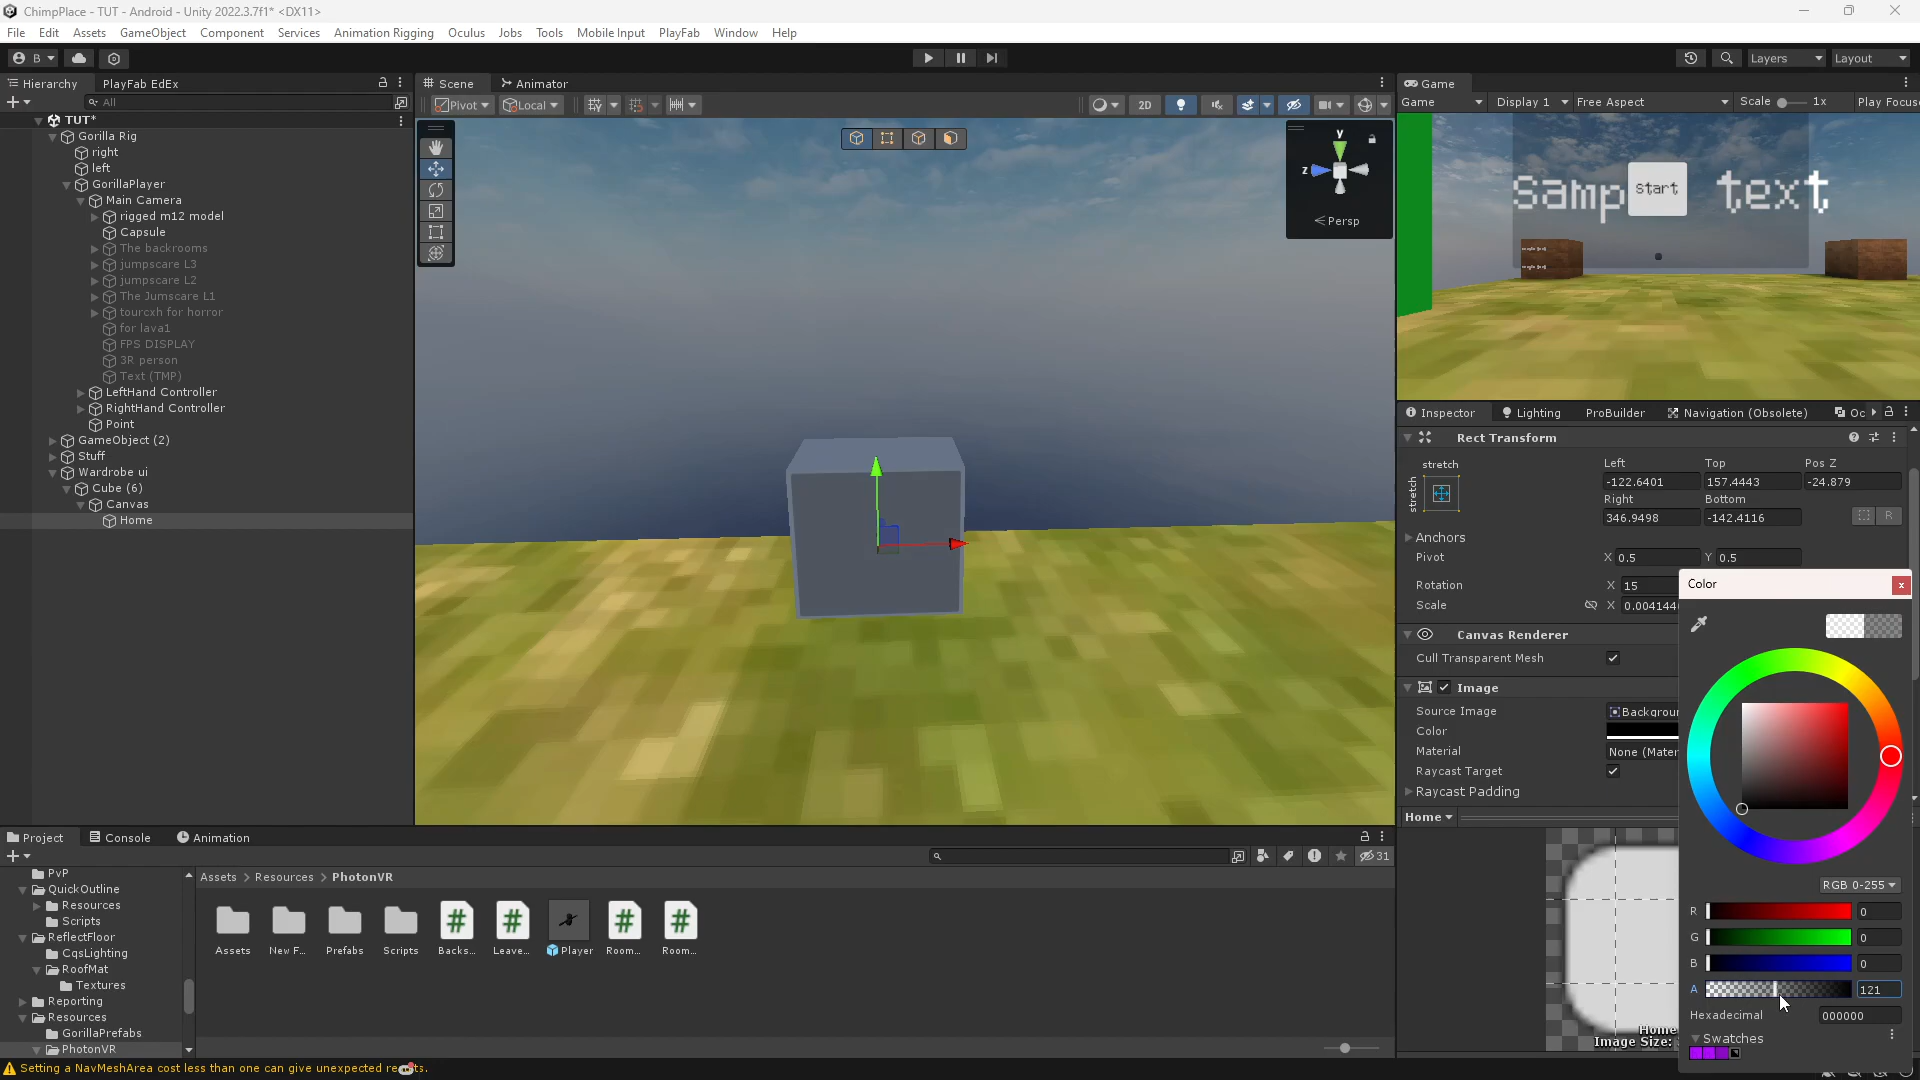 ChimpPlace - TUT - Android - Unity 2022.3.7f1* <DX11>
File Edit Assets GameObject Component Services Animation Rigging Oculus Jobs Tools Mobile Input PlayFab Window Help
B Layers Layout
Hierarchy PlayFab EdEx
All
TUT*
Gorilla Rig
right
left
GorillaPlayer
Main Camera
rigged m12 model
Capsule
The backrooms
jumpscare L3
jumpscare L2
The Jumscare L1
tourcxh for horror
for lava1
FPS DISPLAY
3R person
Text (TMP)
LeftHand Controller
RightHand Controller
Point
GameObject (2)
Stuff
Wardrobe ui
Cube (6)
Canvas
Home
Scene Animator
Pivot Local 2D
y
z
Persp
Game
Game Display 1 Free Aspect Scale 1x Play Focus
Samp Start text
Inspector Lighting ProBuilder Navigation (Obsolete) Oc
Rect Transform
stretch Left Top Pos Z
stretch -122.6401 157.4443 -24.879
Right Bottom
346.9498 -142.4116 R
Anchors
Pivot X 0.5 Y 0.5
Rotation X 15
Scale X 0.004144
Canvas Renderer
Cull Transparent Mesh
Image
Source Image Backgroun
Color
Material None (Mater
Raycast Target
Raycast Padding
Home
Home
Image Size:
Color
RGB 0-255
R 0
G 0
B 0
A 121
Hexadecimal 000000
Swatches
Project Console Animation
31
PvP
QuickOutline
Resources
Scripts
ReflectFloor
CqsLighting
RoofMat
Textures
Reporting
Resources
GorillaPrefabs
PhotonVR
Assets > Resources > PhotonVR
Assets New F... Prefabs Scripts Backs... Leave... Player Room... Room...
Setting a NavMeshArea cost less than one can give unexpected